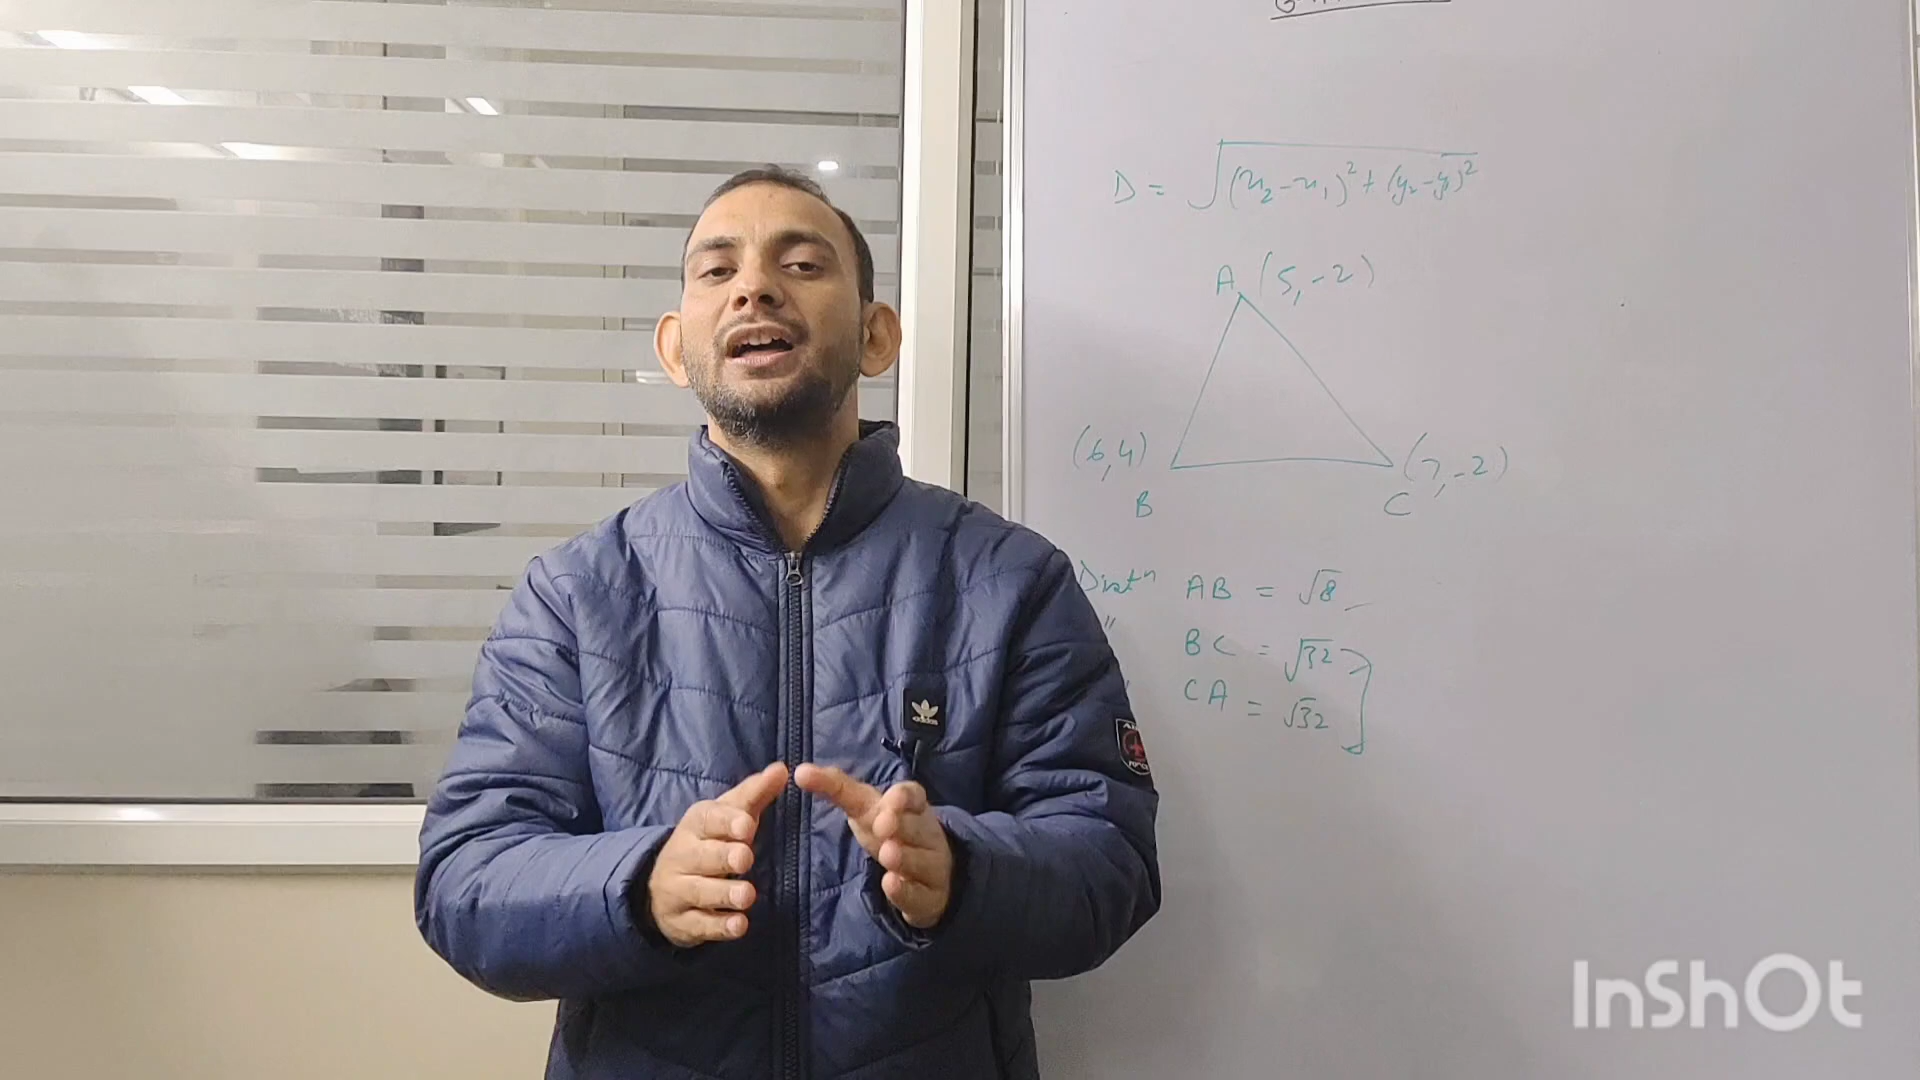 D = √(x₂-x₁)² + (y₂-y₁)²
A (5, -2)
(6,4)
(7, -2)
B
C
AB = √8
" BC = √32
CA = √32
adidas
InShOt